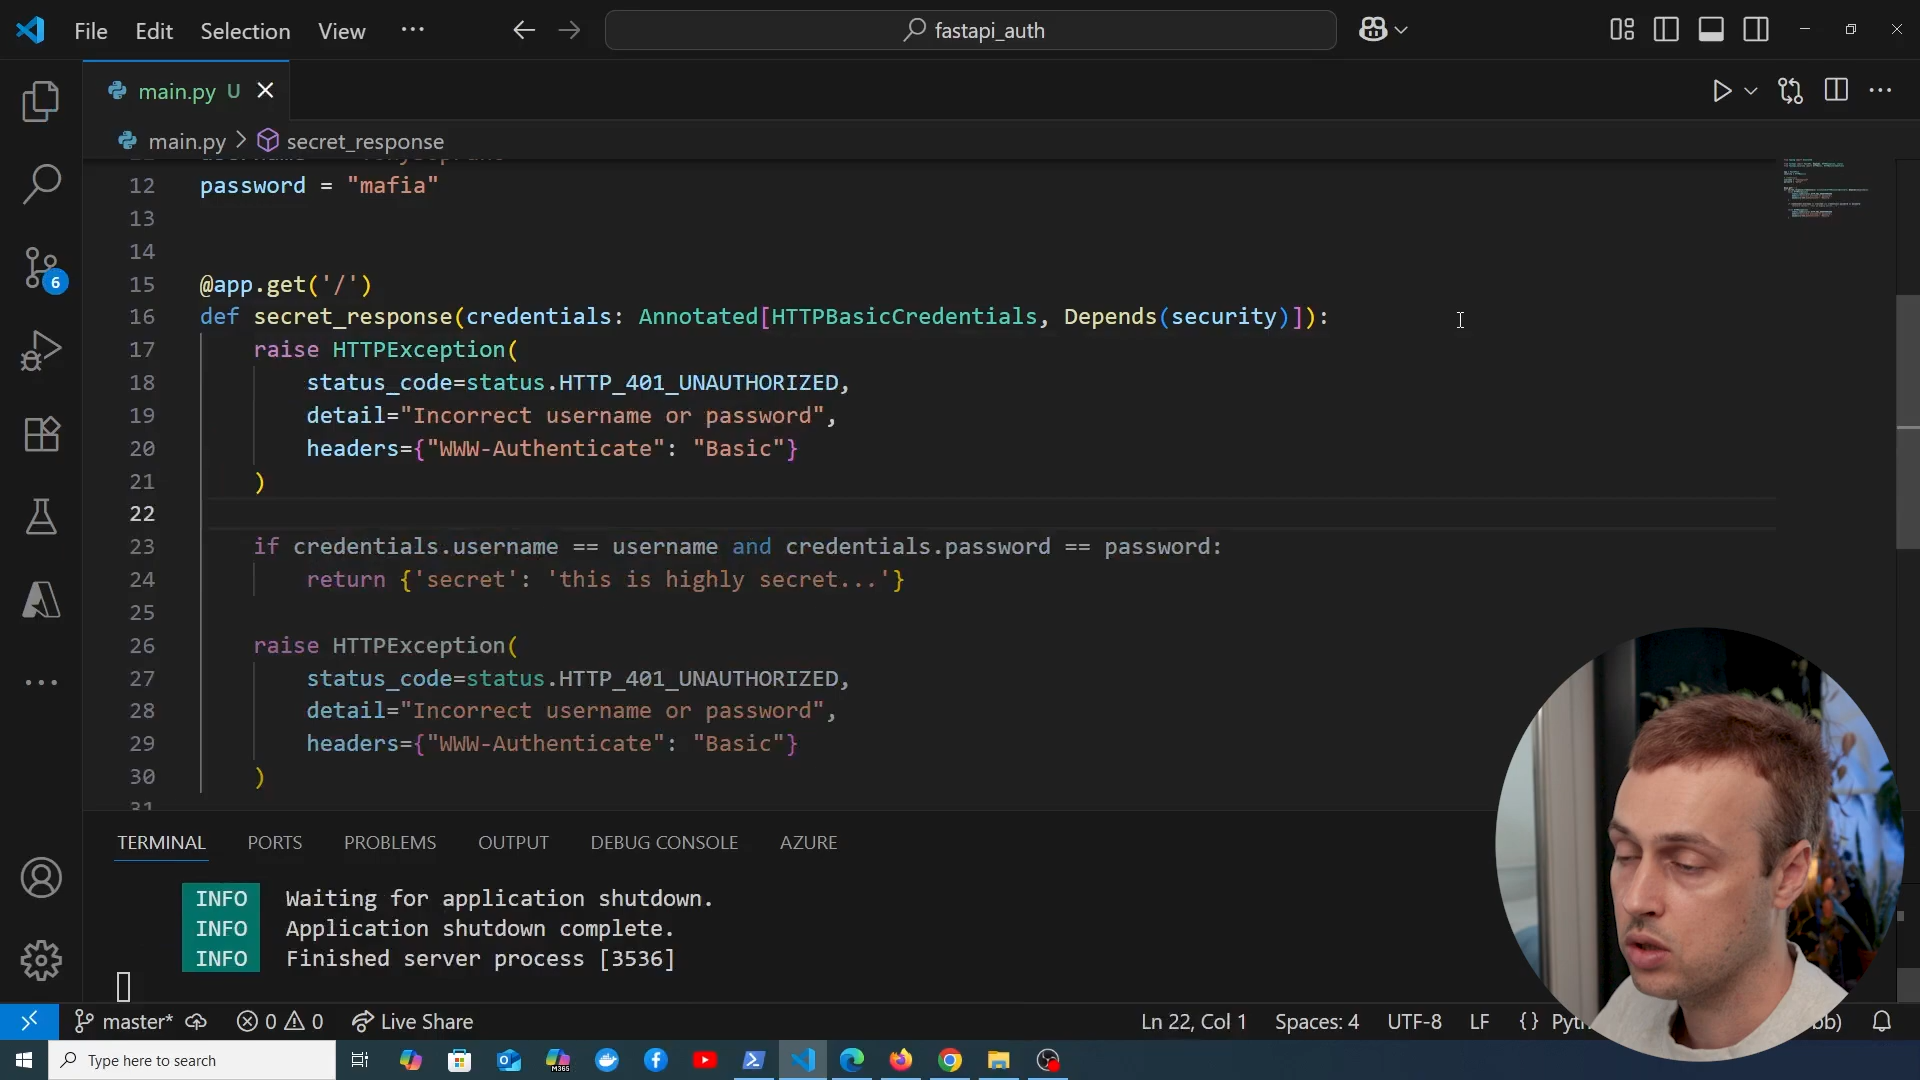 File Edit Selection View ··· fastapi_auth
main.py U
main.py > secret_response
12 password = "mafia"
13
14
15 @app.get('/')
16 def secret_response(credentials: Annotated[HTTPBasicCredentials, Depends(security)]):
17 raise HTTPException(
18 status_code=status.HTTP_401_UNAUTHORIZED,
19 detail="Incorrect username or password",
20 headers={"WWW-Authenticate": "Basic"}
21 )
22
23 if credentials.username == username and credentials.password == password:
24 return {'secret': 'this is highly secret...'}
25
26 raise HTTPException(
27 status_code=status.HTTP_401_UNAUTHORIZED,
28 detail="Incorrect username or password",
29 headers={"WWW-Authenticate": "Basic"}
30 )
31
6
TERMINAL PORTS PROBLEMS OUTPUT DEBUG CONSOLE AZURE
INFO Waiting for application shutdown.
INFO Application shutdown complete.
INFO Finished server process [3536]
master* 0 0 Live Share Ln 22, Col 1 Spaces: 4 UTF-8 LF {}
Type here to search